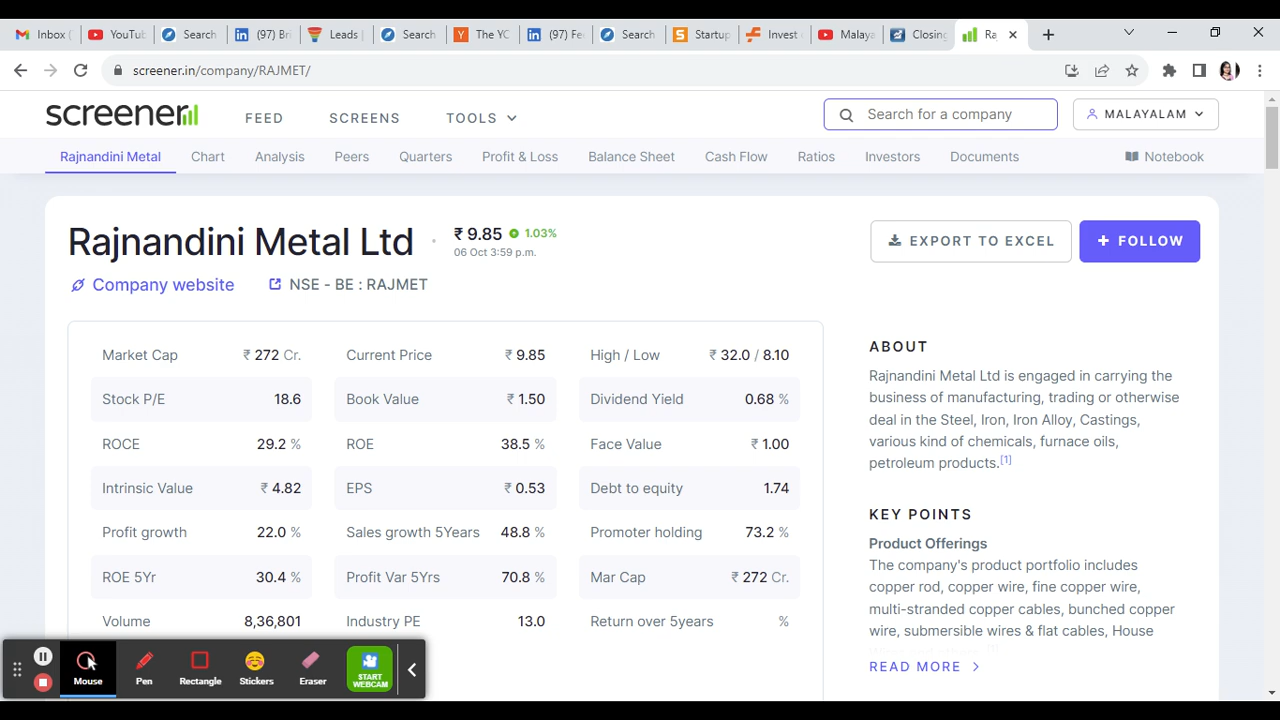 Inbox (
YouTub
Search
(97) Bri
Leads
Search
The YC
(97) Fee
Search
Startup
Invest
Malaya
Closing
Ra
screener.in/company/RAJMET/
screener
FEED
SCREENS
TOOLS
Search for a company
MALAYALAM
Rajnandini Metal
Chart
Analysis
Peers
Quarters
Profit & Loss
Balance Sheet
Cash Flow
Ratios
Investors
Documents
Notebook
Rajnandini Metal Ltd
₹ 9.85 1.03%
06 Oct 3:59 p.m.
EXPORT TO EXCEL
+ FOLLOW
Company website
NSE - BE : RAJMET
Market Cap ₹ 272 Cr.
Current Price ₹ 9.85
High / Low ₹ 32.0 / 8.10
Stock P/E 18.6
Book Value ₹ 1.50
Dividend Yield 0.68 %
ROCE 29.2 %
ROE 38.5 %
Face Value ₹ 1.00
Intrinsic Value ₹ 4.82
EPS ₹ 0.53
Debt to equity 1.74
Profit growth 22.0 %
Sales growth 5Years 48.8 %
Promoter holding 73.2 %
ROE 5Yr 30.4 %
Profit Var 5Yrs 70.8 %
Mar Cap ₹ 272 Cr.
Volume 8,36,801
Industry PE 13.0
Return over 5years %
ABOUT
Rajnandini Metal Ltd is engaged in carrying the
business of manufacturing, trading or otherwise
deal in the Steel, Iron, Iron Alloy, Castings,
various kind of chemicals, furnace oils,
petroleum products.[1]
KEY POINTS
Product Offerings
The company's product portfolio includes
copper rod, copper wire, fine copper wire,
multi-stranded copper cables, bunched copper
wire, submersible wires & flat cables, House
READ MORE
Mouse
Pen
Rectangle
Stickers
Eraser
START
WEBCAM